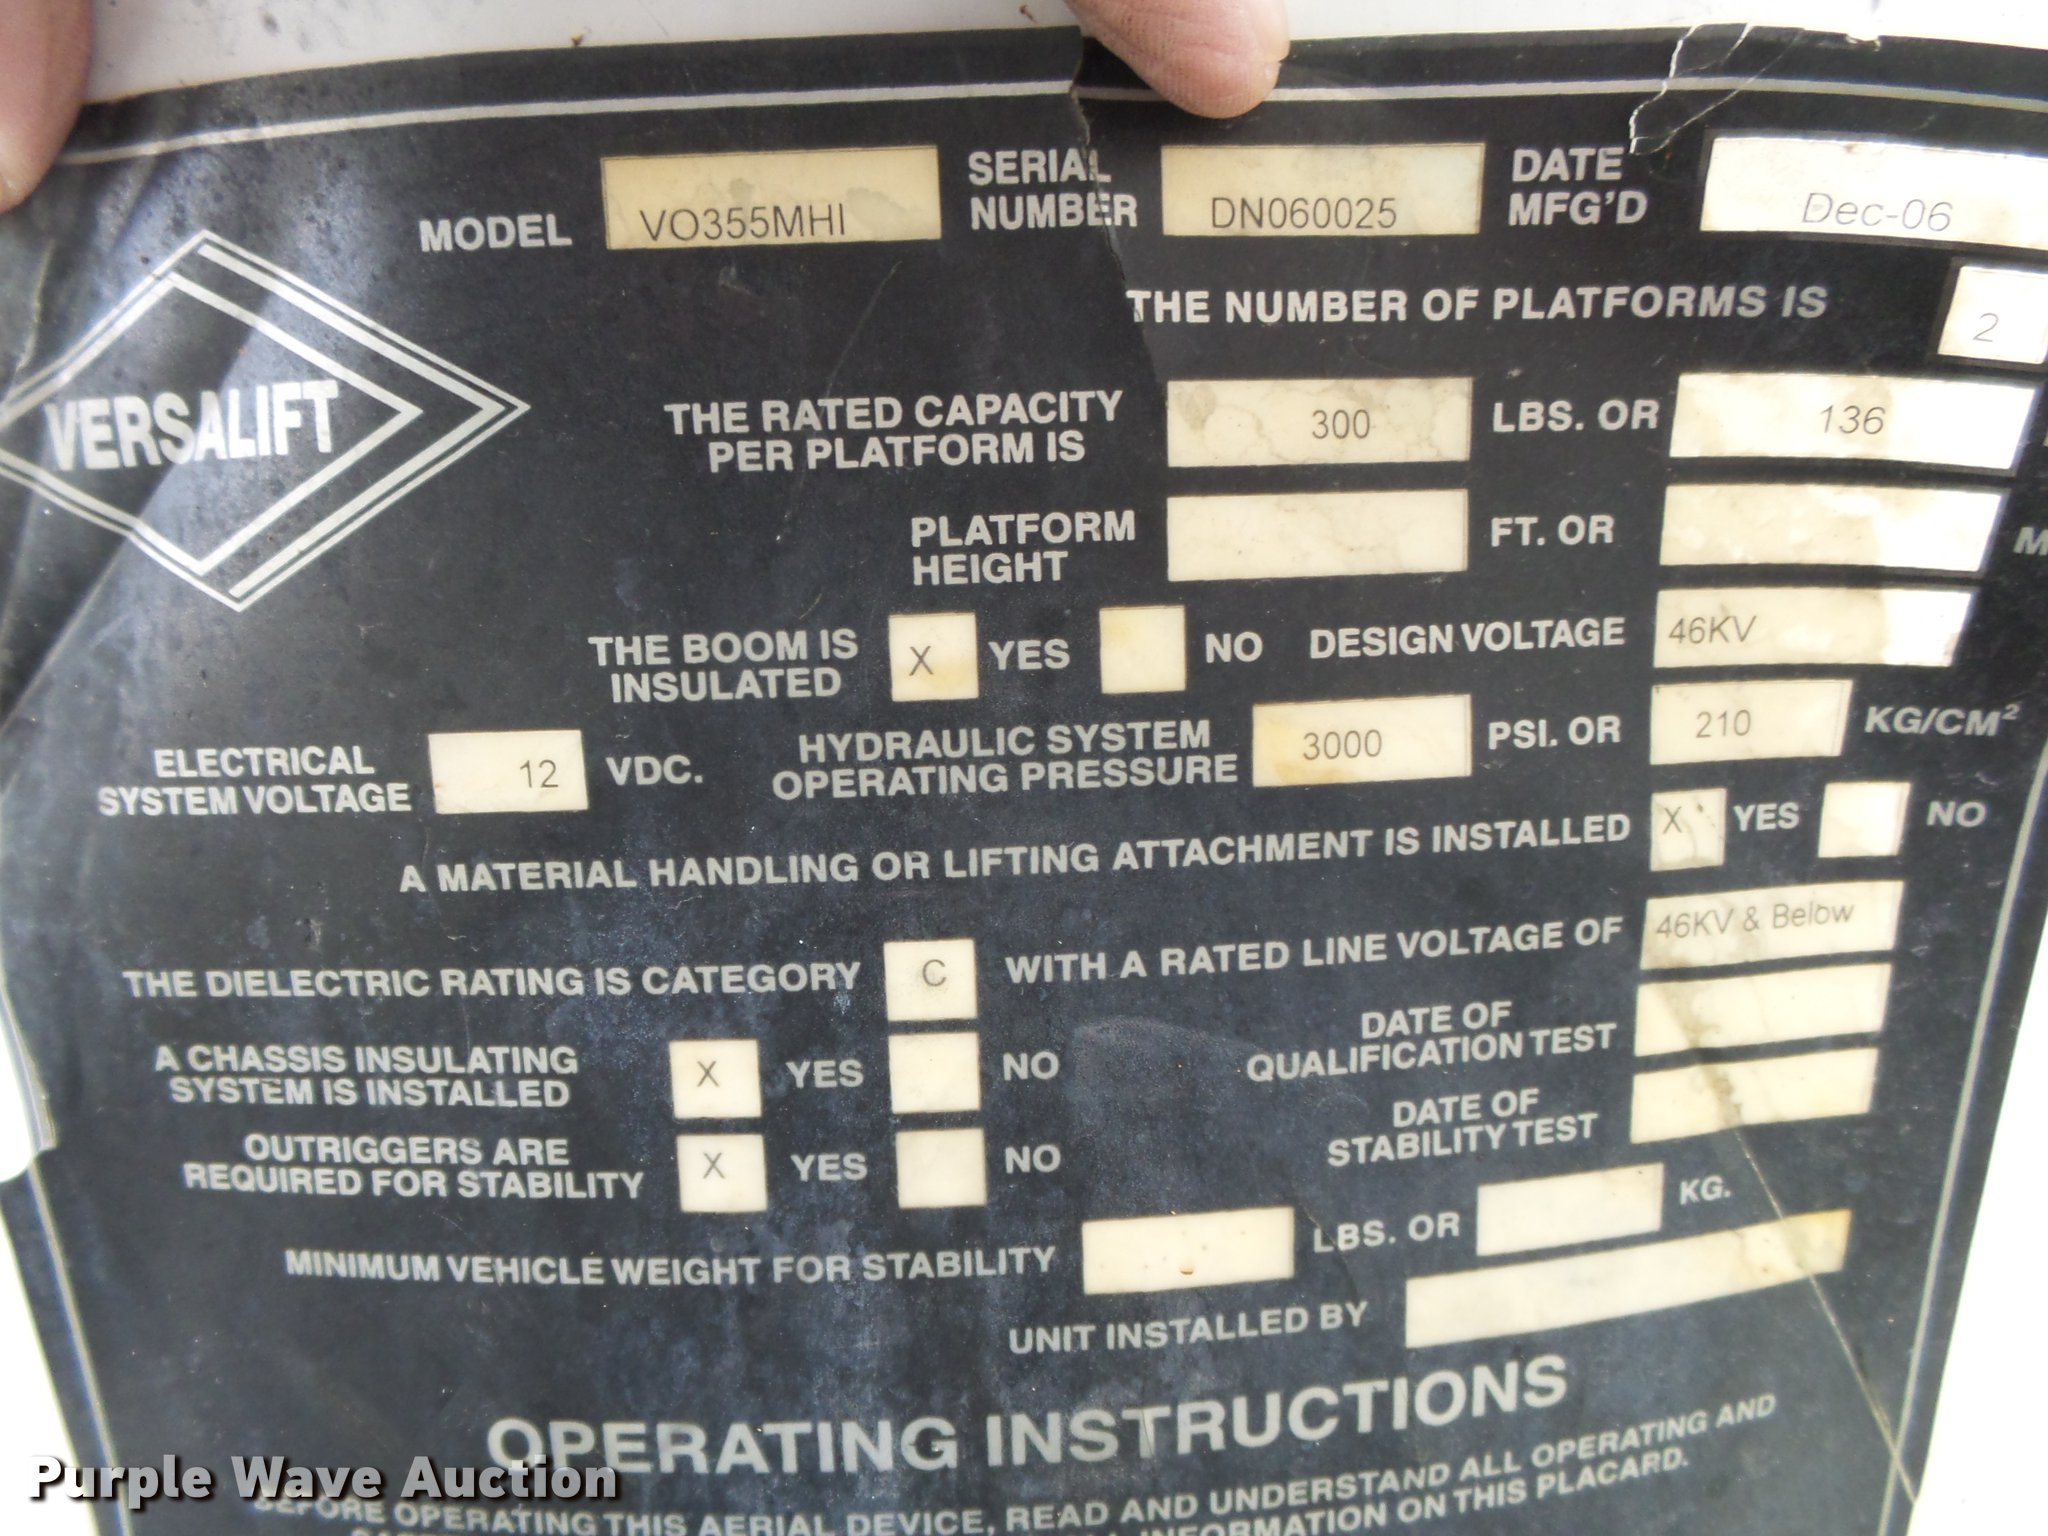 MODEL VO355MHI SERIAL NUMBER DN060025 DATE MFG'D Dec-06
THE NUMBER OF PLATFORMS IS 2
VERSALIFT
THE RATED CAPACITY PER PLATFORM IS 300 LBS. OR 136
PLATFORM HEIGHT FT. OR M
THE BOOM IS INSULATED X YES NO DESIGN VOLTAGE 46KV
ELECTRICAL SYSTEM VOLTAGE 12 VDC. HYDRAULIC SYSTEM OPERATING PRESSURE 3000 PSI. OR 210 KG/CM²
A MATERIAL HANDLING OR LIFTING ATTACHMENT IS INSTALLED X YES NO
THE DIELECTRIC RATING IS CATEGORY C WITH A RATED LINE VOLTAGE OF 46KV & Below
A CHASSIS INSULATING SYSTEM IS INSTALLED X YES NO DATE OF QUALIFICATION TEST
OUTRIGGERS ARE REQUIRED FOR STABILITY X YES NO DATE OF STABILITY TEST
MINIMUM VEHICLE WEIGHT FOR STABILITY LBS. OR KG.
UNIT INSTALLED BY
OPERATING INSTRUCTIONS
BEFORE OPERATING THIS AERIAL DEVICE, READ AND UNDERSTAND ALL OPERATING AND
INFORMATION ON THIS PLACARD.
Purple Wave Auction